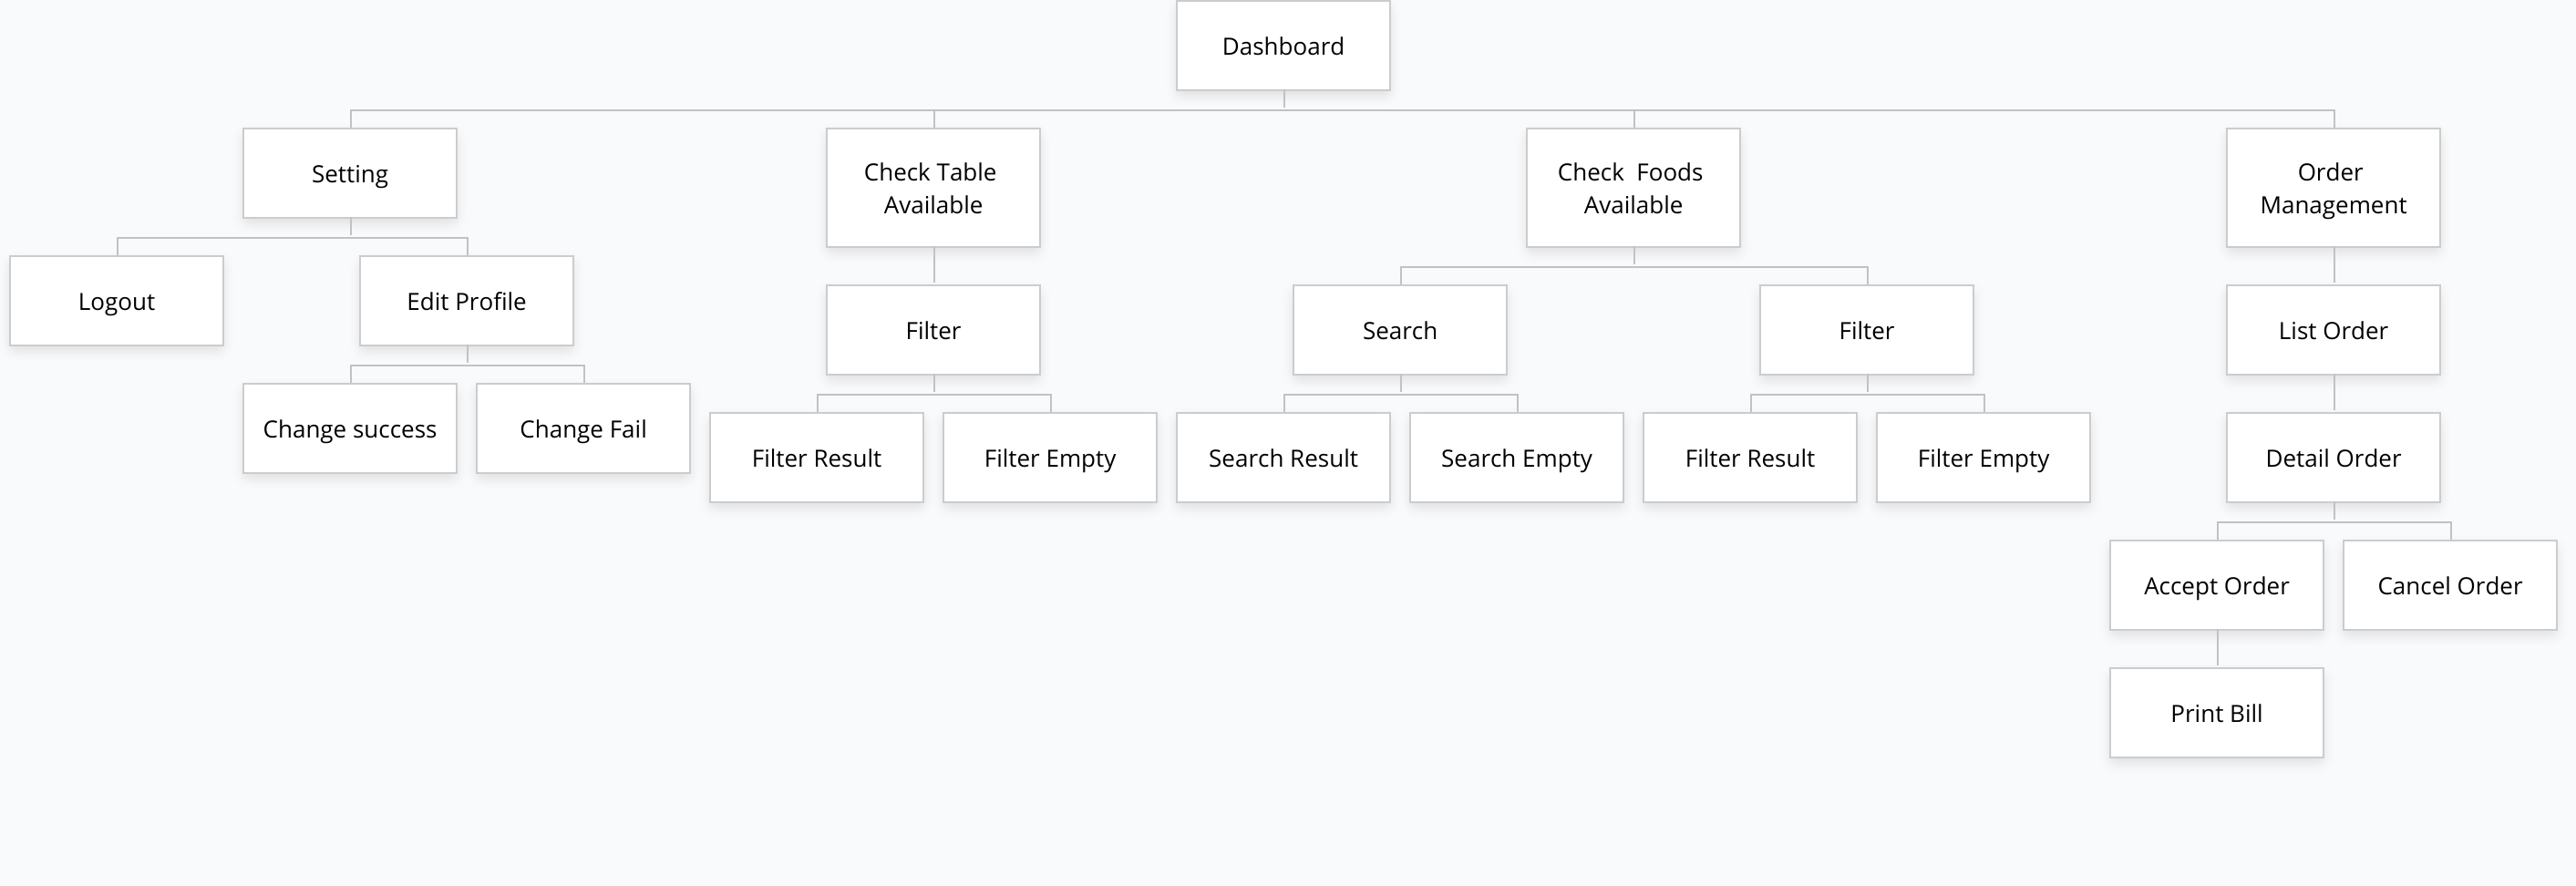 Dashboard
Setting
Check Table
Available
Check  Foods
Available
Order
Management
Logout
Edit Profile
Filter
Search
Filter
List Order
Change success
Change Fail
Filter Result
Filter Empty
Search Result
Search Empty
Filter Result
Filter Empty
Detail Order
Accept Order
Cancel Order
Print Bill